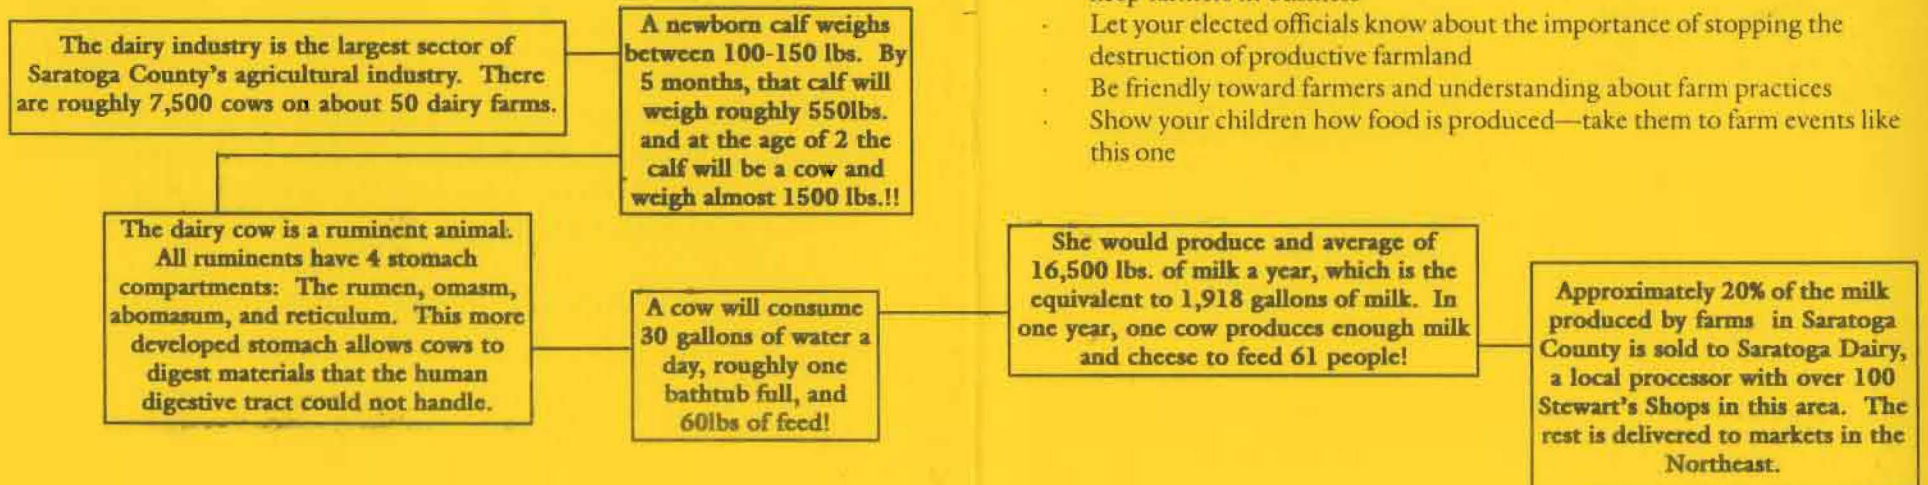 The dairy industry is the largest sector of
Saratoga County's agricultural industry. There
are roughly 7,500 cows on about 50 dairy farms.
A newborn calf weighs
between 100-150 lbs. By
5 months, that calf will
weigh roughly 550lbs.
and at the age of 2 the
calf will be a cow and
weigh almost 1500 lbs.!!
The dairy cow is a ruminent animal.
All ruminents have 4 stomach
compartments: The rumen, omasm,
abomasum, and reticulum. This more
developed stomach allows cows to
digest materials that the human
digestive tract could not handle.
A cow will consume
30 gallons of water a
day, roughly one
bathtub full, and
60lbs of feed!
She would produce and average of
16,500 lbs. of milk a year, which is the
equivalent to 1,918 gallons of milk. In
one year, one cow produces enough milk
and cheese to feed 61 people!
Approximately 20% of the milk
produced by farms in Saratoga
County is sold to Saratoga Dairy,
a local processor with over 100
Stewart's Shops in this area. The
rest is delivered to markets in the
Northeast.
· Let your elected officials know about the importance of stopping the
destruction of productive farmland
· Be friendly toward farmers and understanding about farm practices
· Show your children how food is produced—take them to farm events like
this one